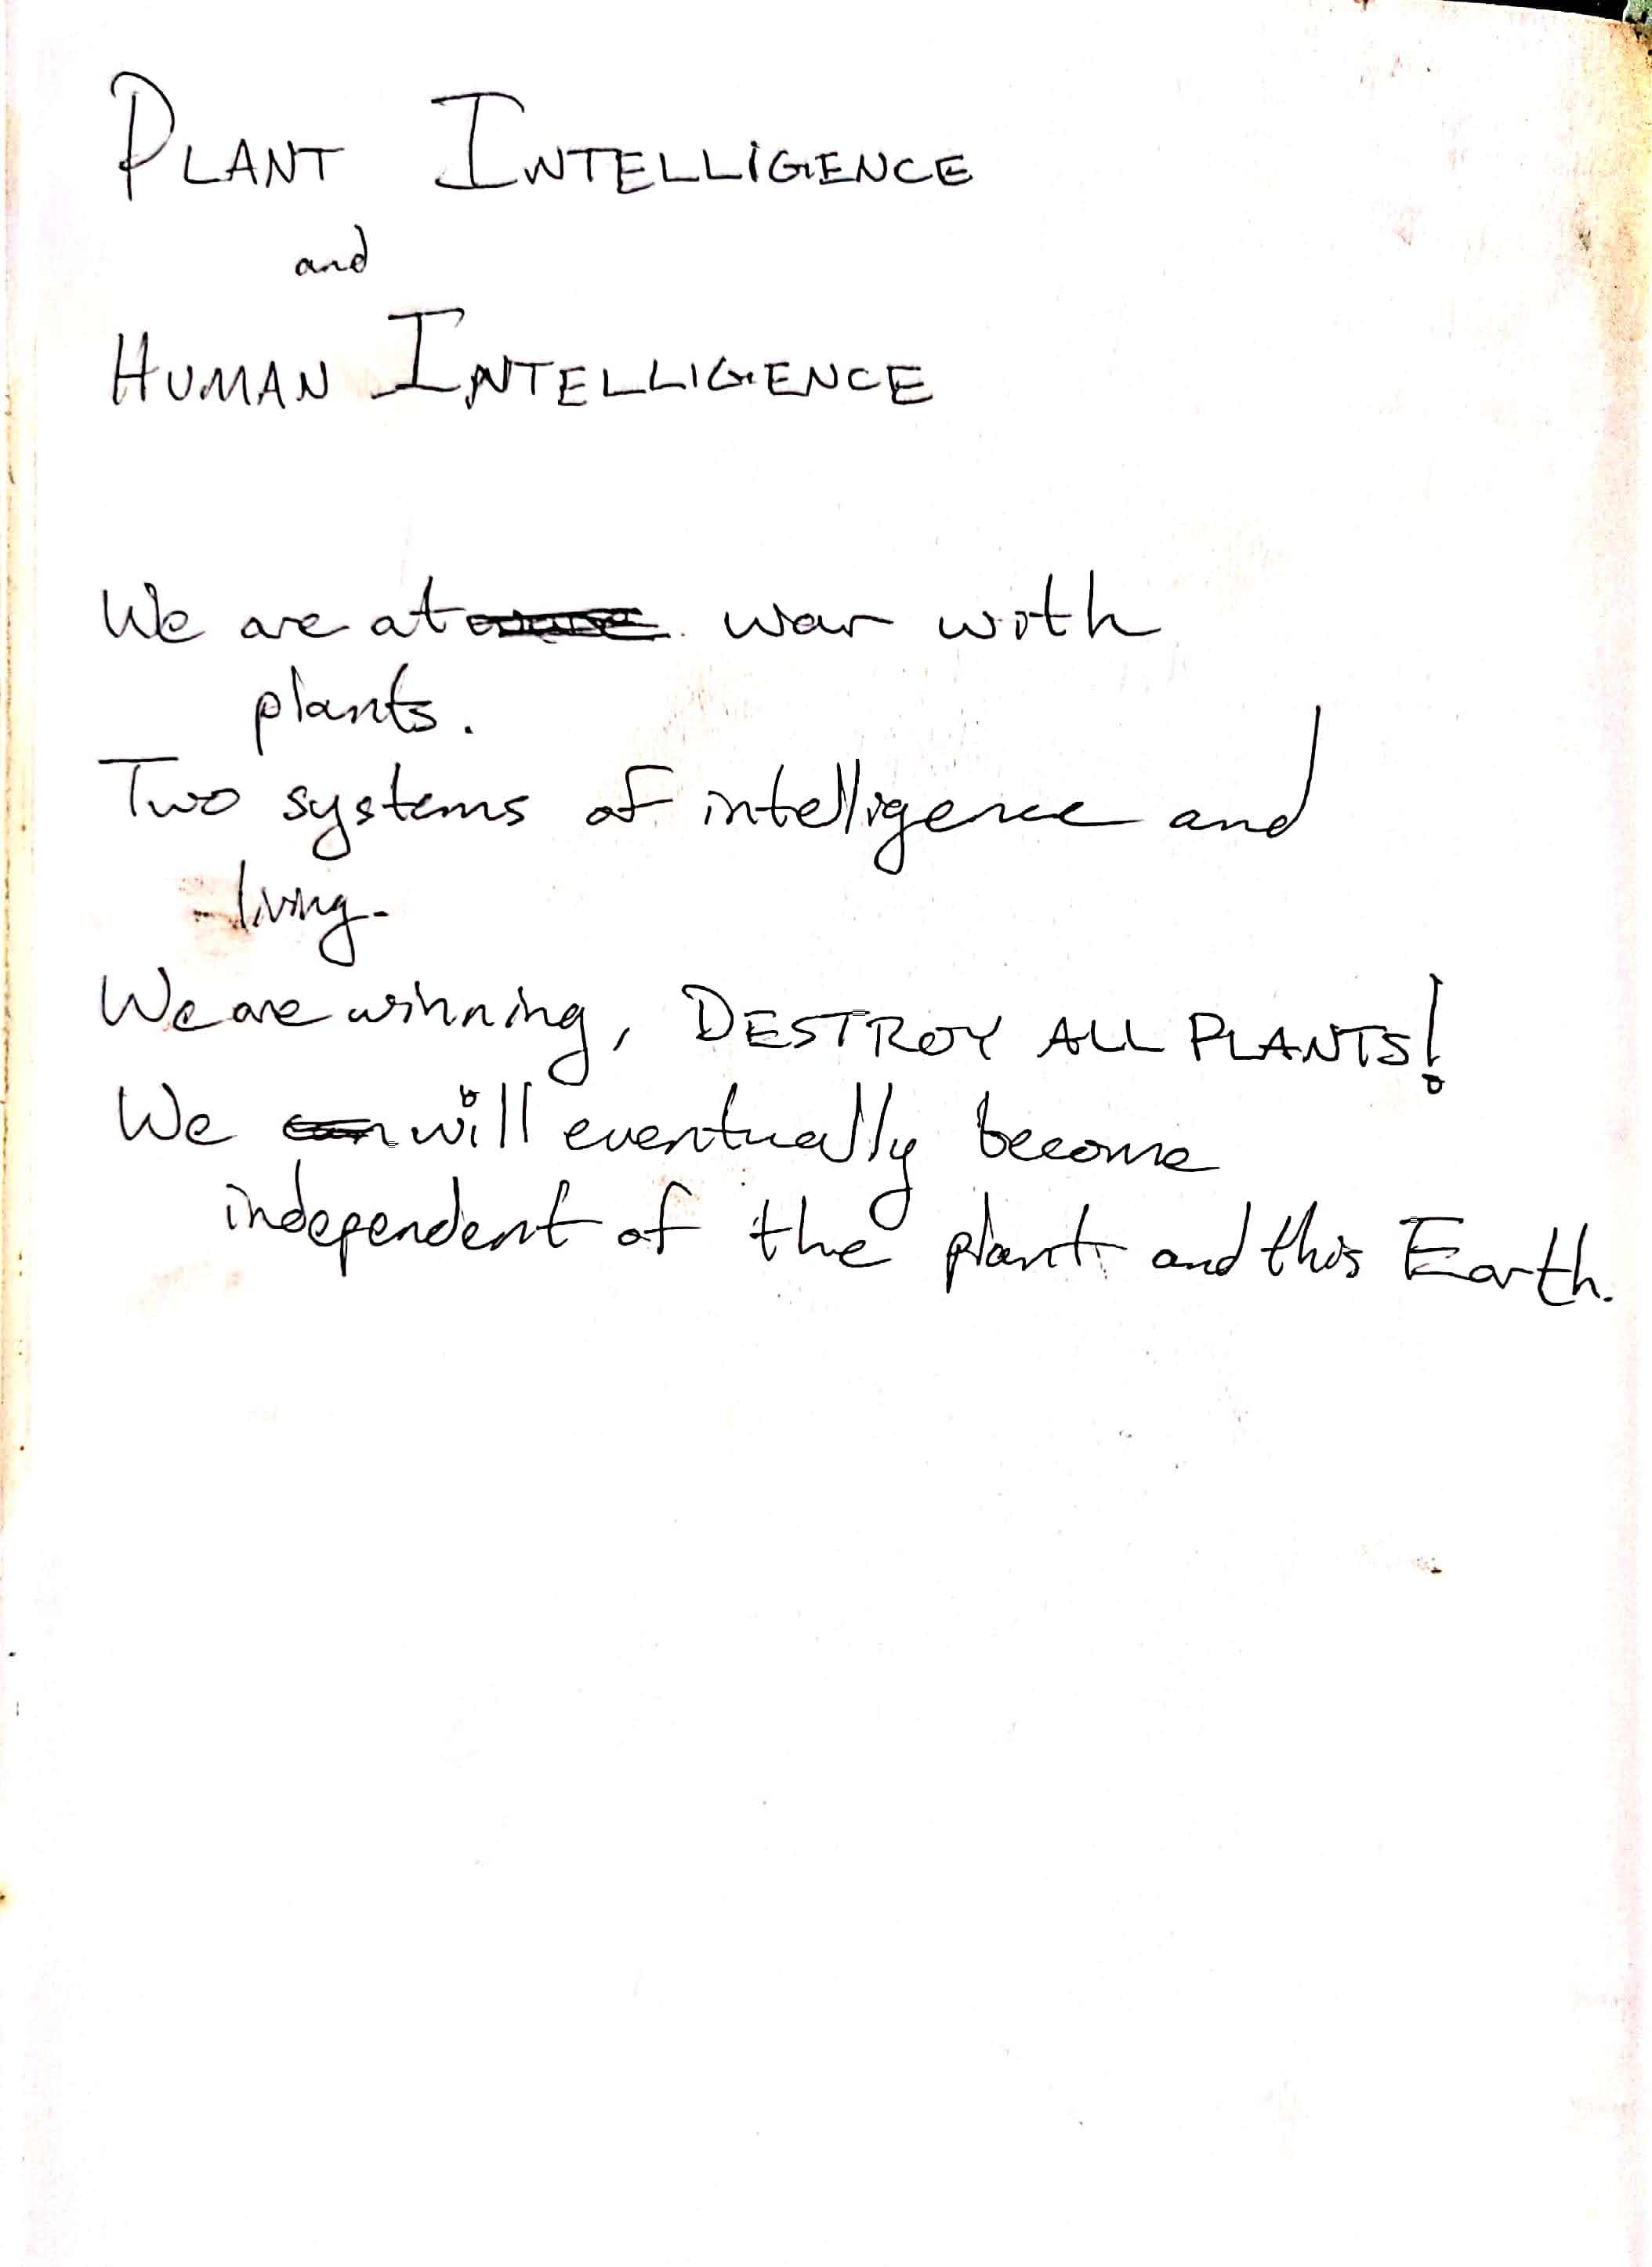 PLANT INTELLIGENCE
and
HUMAN INTELLIGENCE
We are at war with
plants.
Two systems of intelligence and
living.
We are winning, DESTROY ALL PLANTS!
We will eventually become
independent of the plant and this Earth.